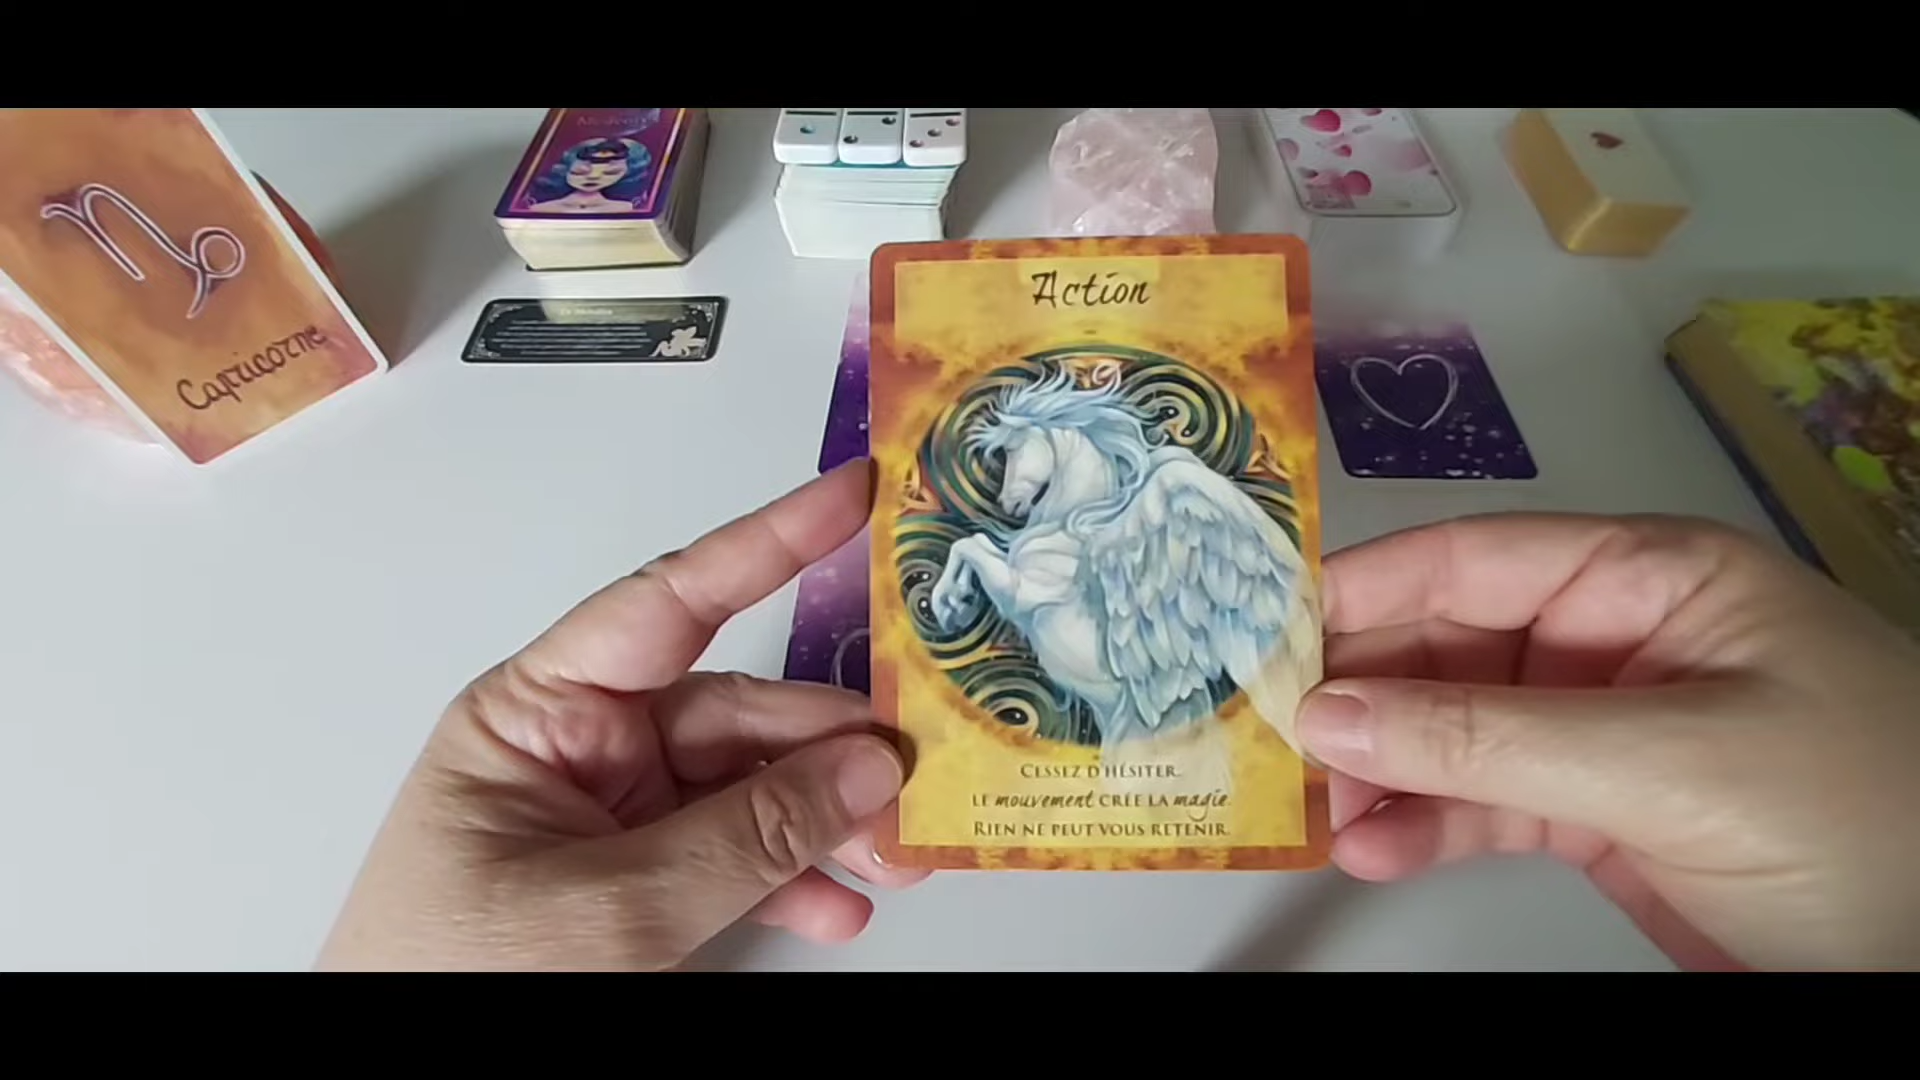 Capricorne
Action
CESSEZ D'HÉSITER.
LE mouvement CRÉE LA magie.
RIEN NE PEUT VOUS RETENIR.